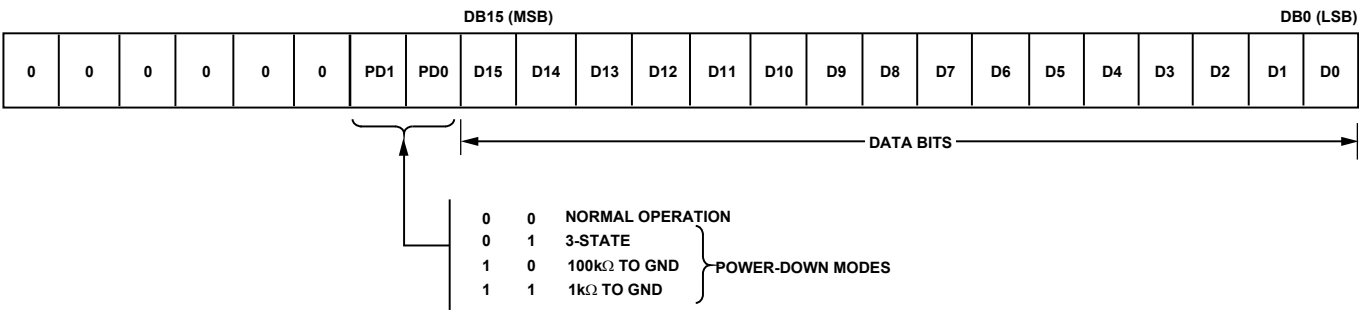 DB15 (MSB) DB0 (LSB)
0 0 0 0 0 0 PD1 PD0 D15 D14 D13 D12 D11 D10 D9 D8 D7 D6 D5 D4 D3 D2 D1 D0
DATA BITS
0 0 NORMAL OPERATION
0 1 3-STATE
1 0 100kΩ TO GND
POWER-DOWN MODES
1 1 1kΩ TO GND